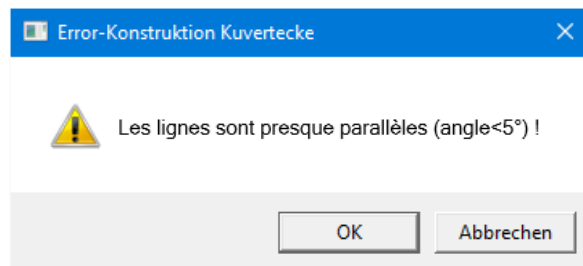 Error-Konstruktion Kuvertecke
Les lignes sont presque parallèles (angle<5°) !
OK
Abbrechen